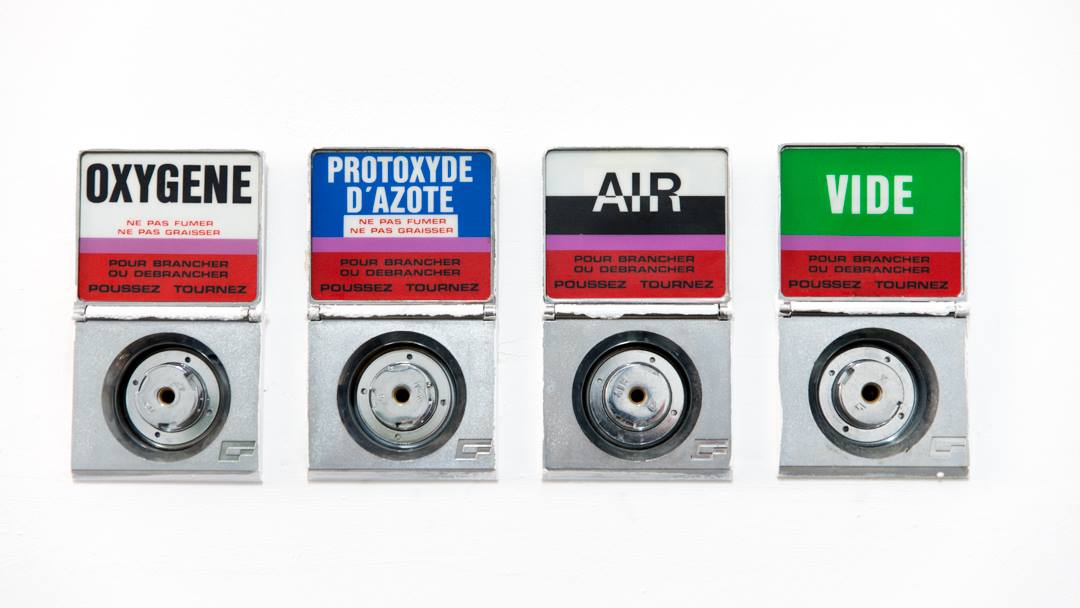 OXYGENE
NE PAS FUMER
NE PAS GRAISSER
POUR BRANCHER
OU DEBRANCHER
POUSSEZ TOURNEZ
PROTOXYDE
D'AZOTE
NE PAS FUMER
NE PAS GRAISSER
POUR BRANCHER
OU DEBRANCHER
POUSSEZ TOURNEZ
AIR
POUR BRANCHER
OU DEBRANCHER
POUSSEZ TOURNEZ
VIDE
POUR BRANCHER
OU DEBRANCHER
POUSSEZ TOURNEZ